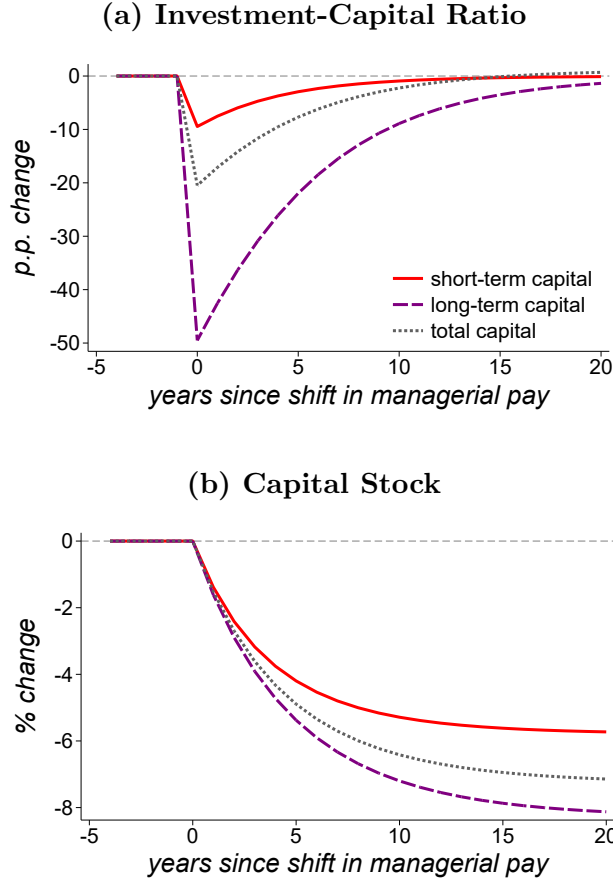 (a) Investment-Capital Ratio
0
-10
-20
-30
-40
-50
p.p. change
short-term capital
long-term capital
total capital
-5 0 5 10 15 20
years since shift in managerial pay
(b) Capital Stock
0
-2
-4
-6
-8
% change
-5 0 5 10 15 20
years since shift in managerial pay